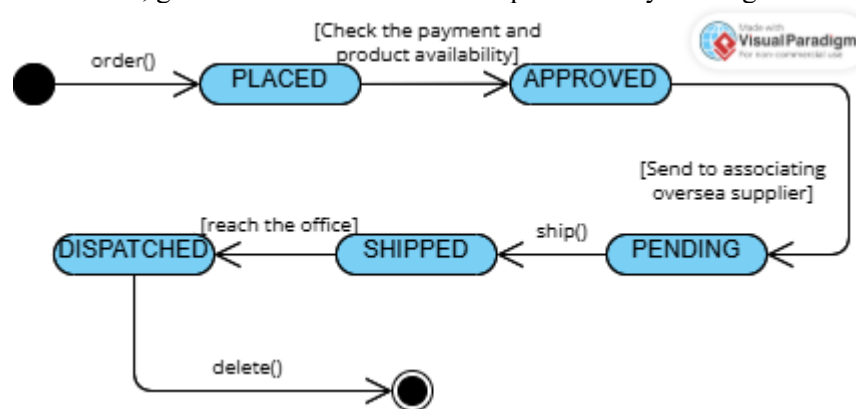 [Check the payment and
product availability]
Made with
Visual Paradigm
For non-commercial use
order()
PLACED
APPROVED
[Send to associating
oversea supplier]
[reach the office]
ship()
DISPATCHED
SHIPPED
PENDING
delete()